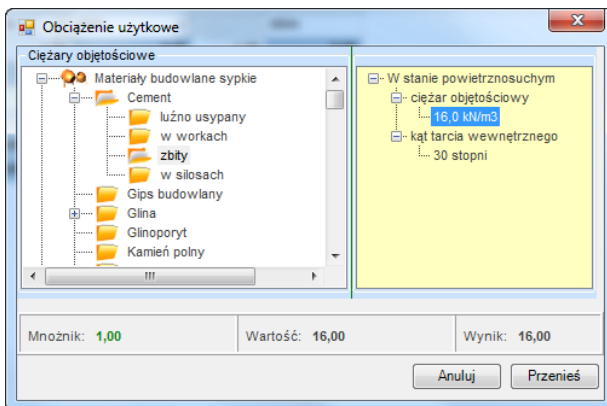 Obciążenie użytkowe
Ciężary objętościowe
Materiały budowlane sypkie
Cement
luźno usypany
w workach
zbity
w silosach
Gips budowlany
Glina
Glinoporyt
Kamień polny
W stanie powietrznosuchym
ciężar objętościowy
16,0 kN/m3
kąt tarcia wewnętrznego
30 stopni
Mnożnik: 1,00
Wartość: 16,00
Wynik: 16,00
Anuluj
Przenieś